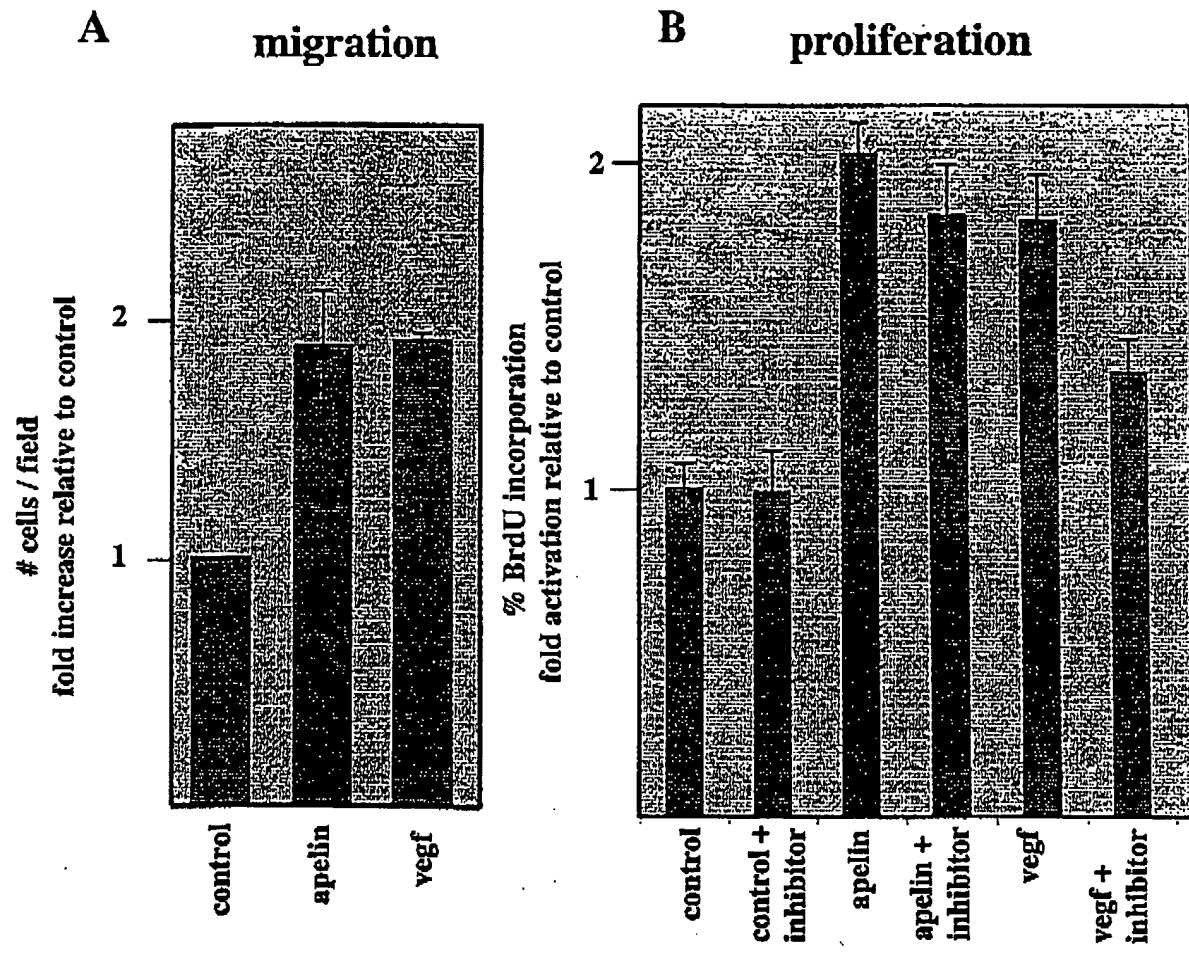 A
migration
# cells / field
fold increase relative to control
2
1
control
apelin
vegf
B
proliferation
% BrdU incorporation
fold activation relative to control
2
1
control
control +
inhibitor
apelin
apelin +
inhibitor
vegf
vegf +
inhibitor